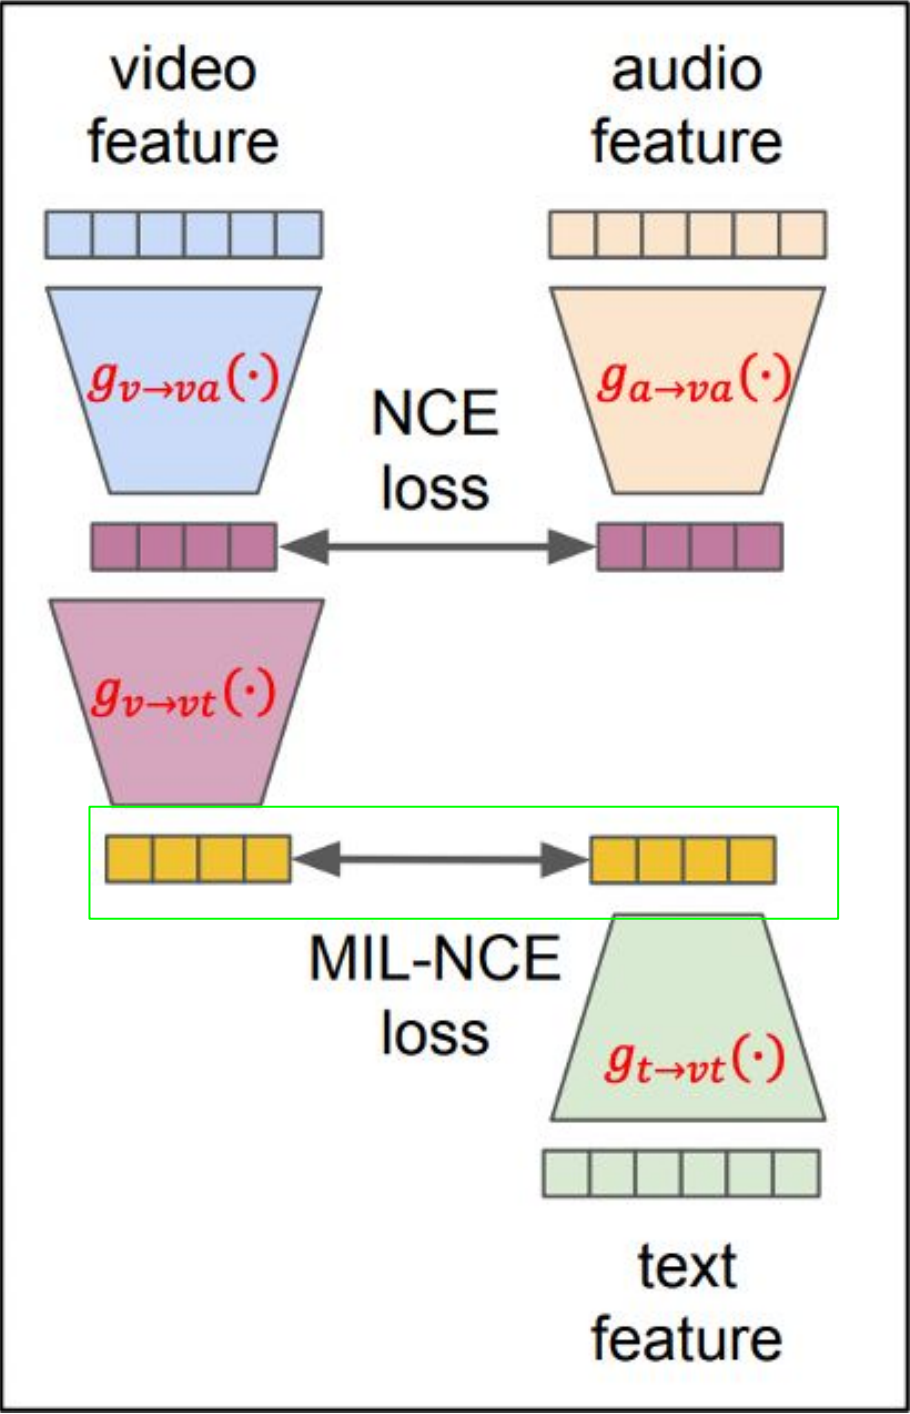 video
feature
audio
feature
g_{v→va}(·)
g_{a→va}(·)
NCE
loss
g_{v→vt}(·)
MIL-NCE
loss
g_{t→vt}(·)
text
feature